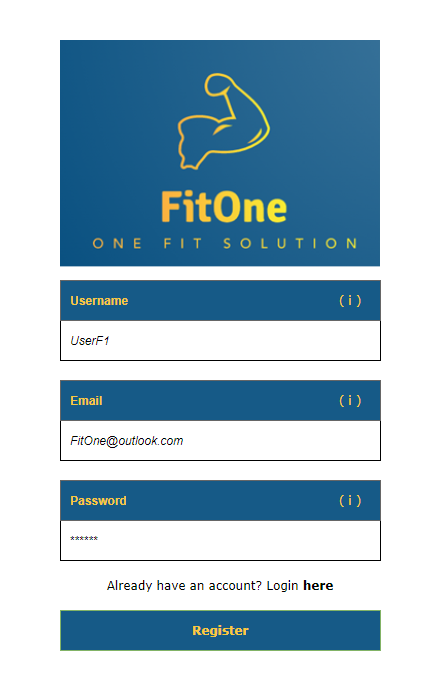 FitOne
ONE FIT SOLUTION
Username ( i )
UserF1
Email ( i )
FitOne@outlook.com
Password ( i )
******
Already have an account? Login here
Register